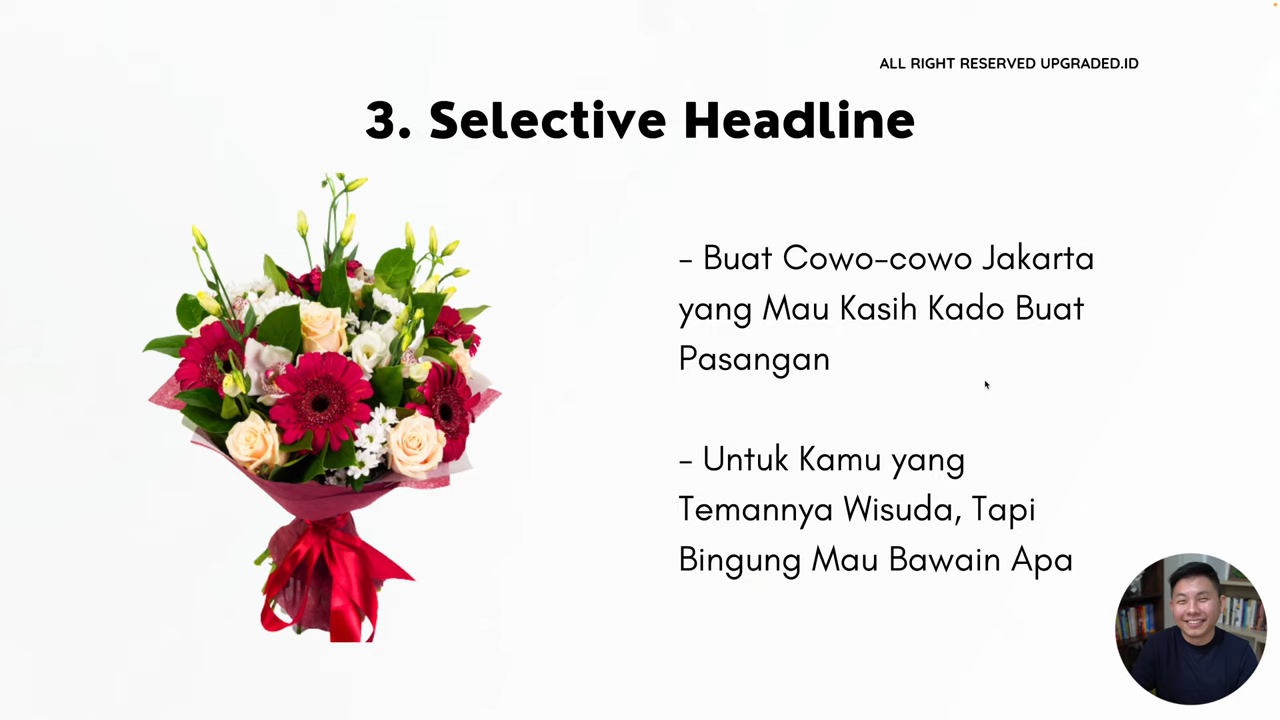 ALL RIGHT RESERVED UPGRADED.ID
3. Selective Headline
- Buat Cowo-cowo Jakarta
yang Mau Kasih Kado Buat
Pasangan
- Untuk Kamu yang
Temannya Wisuda, Tapi
Bingung Mau Bawain Apa